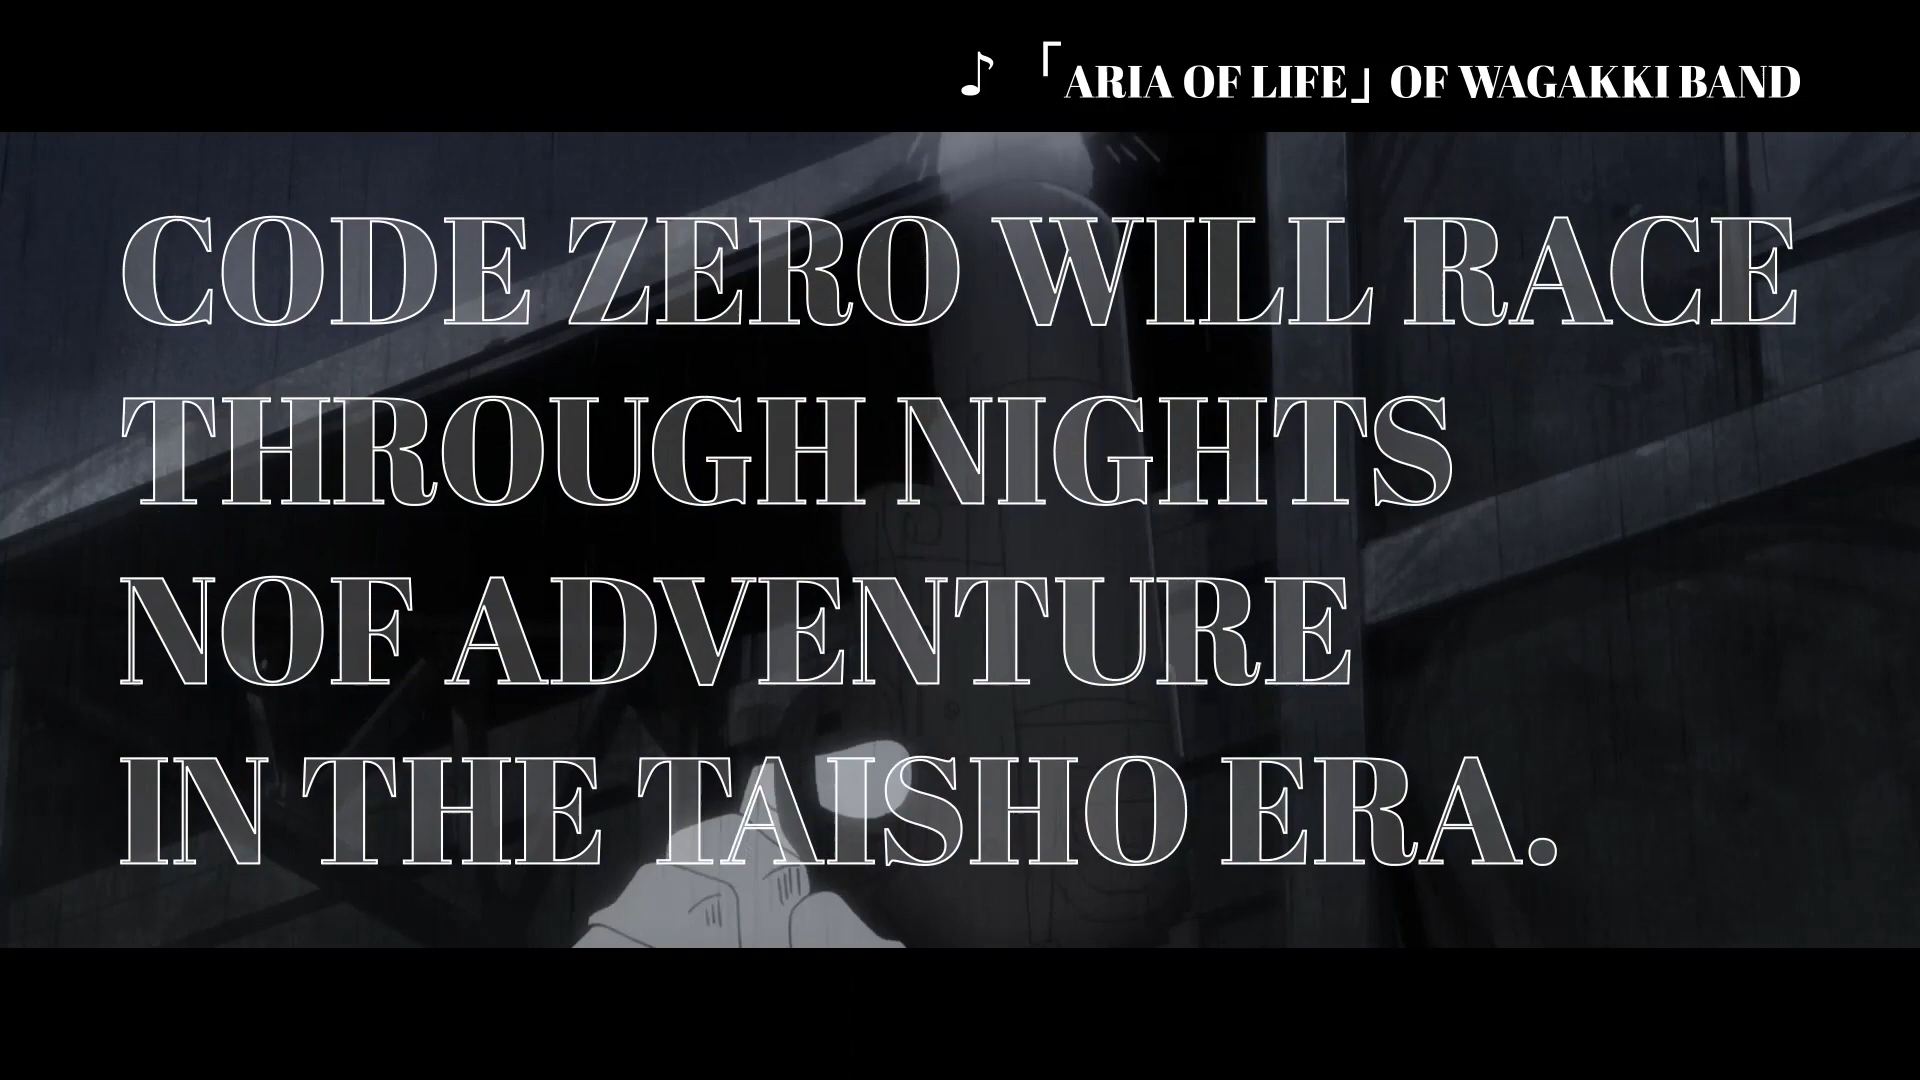 ♪ 「ARIA OF LIFE」OF WAGAKKI BAND
CODE ZERO WILL RACE
THROUGH NIGHTS
NOF ADVENTURE
IN THE TAISHO ERA.